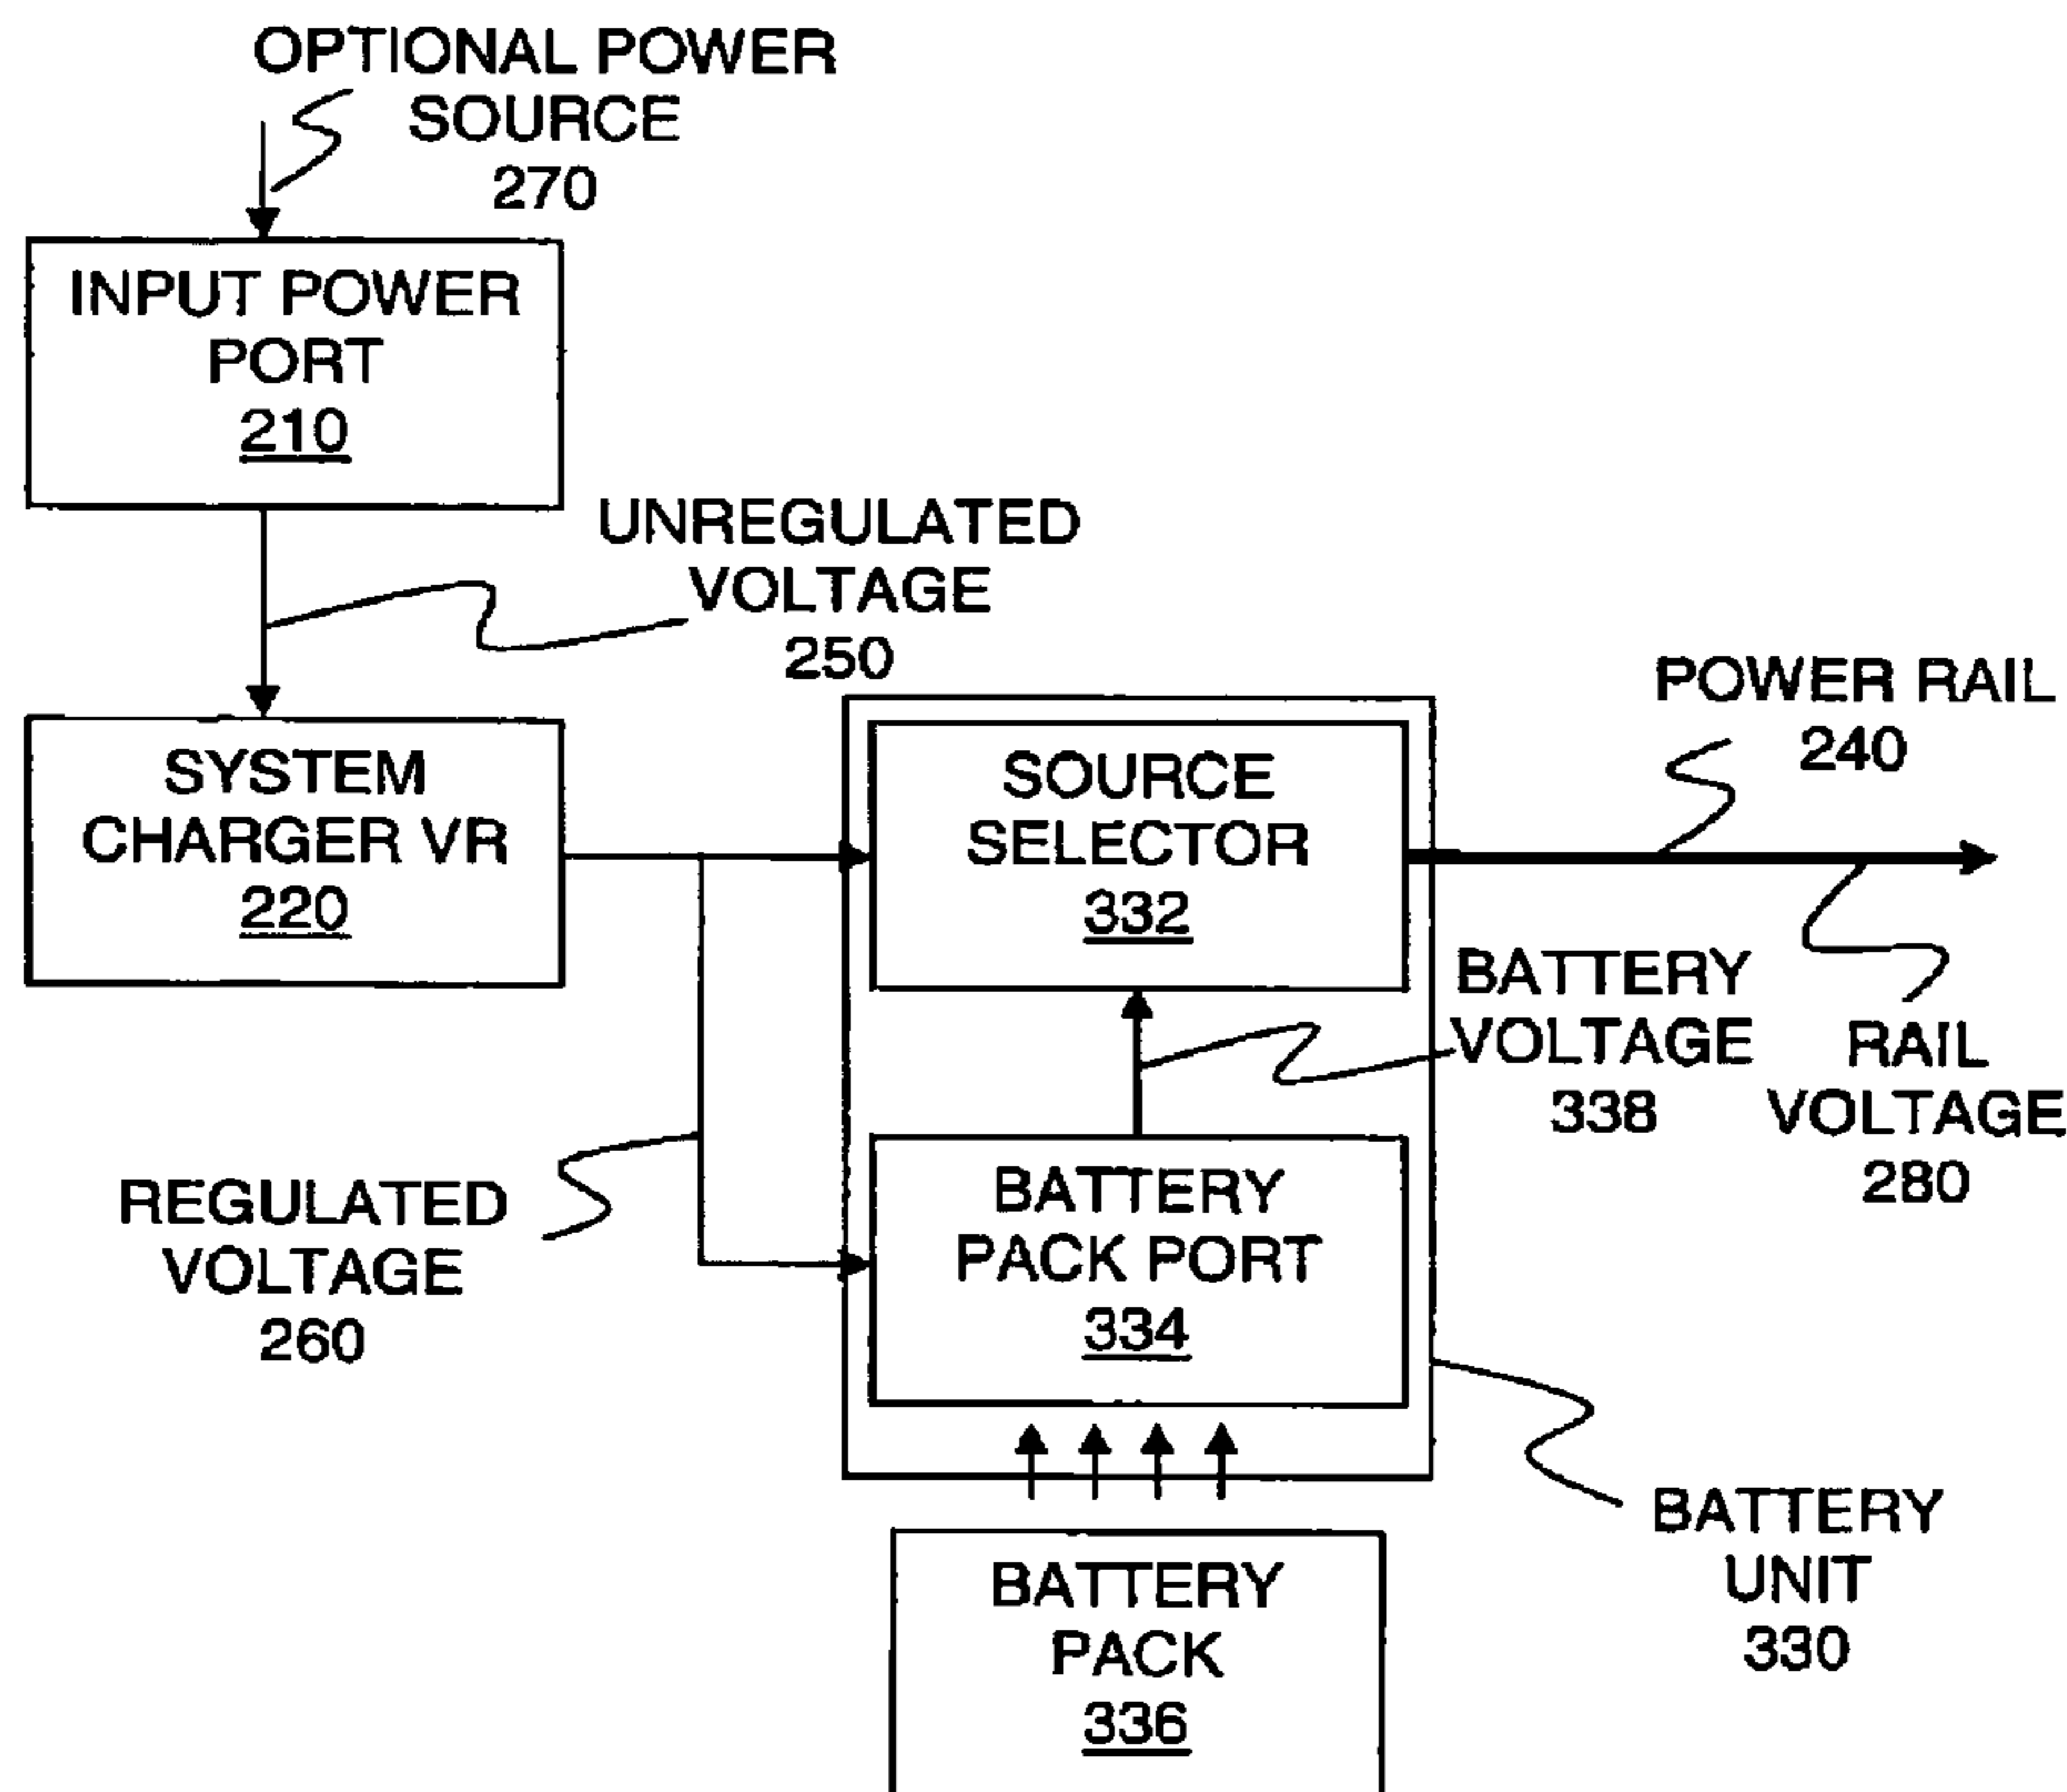 OPTIONAL POWER
SOURCE
270
INPUT POWER
PORT
210
UNREGULATED
VOLTAGE
250
SYSTEM
CHARGER VR
220
SOURCE
SELECTOR
332
POWER RAIL
240
BATTERY
VOLTAGE
338
RAIL
VOLTAGE
280
REGULATED
VOLTAGE
260
BATTERY
PACK PORT
334
BATTERY
UNIT
330
BATTERY
PACK
336